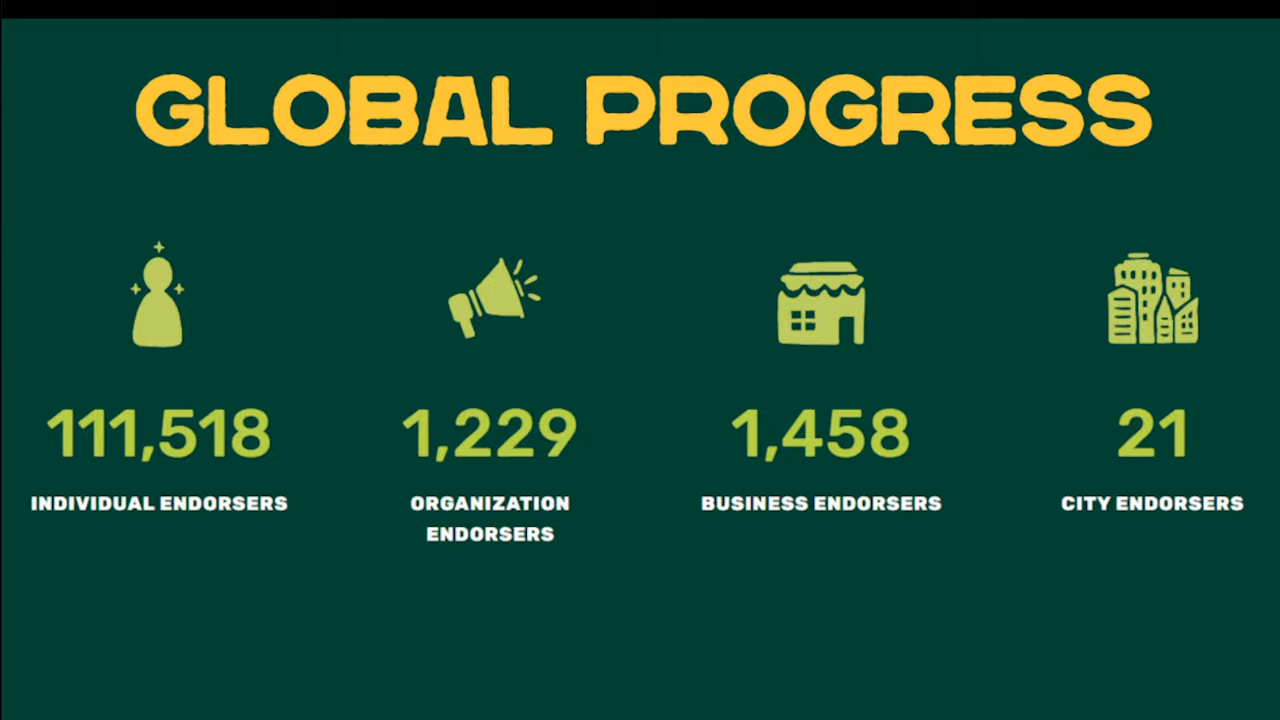 GLOBAL PROGRESS
111,518
INDIVIDUAL ENDORSERS
1,229
ORGANIZATION
ENDORSERS
1,458
BUSINESS ENDORSERS
21
CITY ENDORSERS